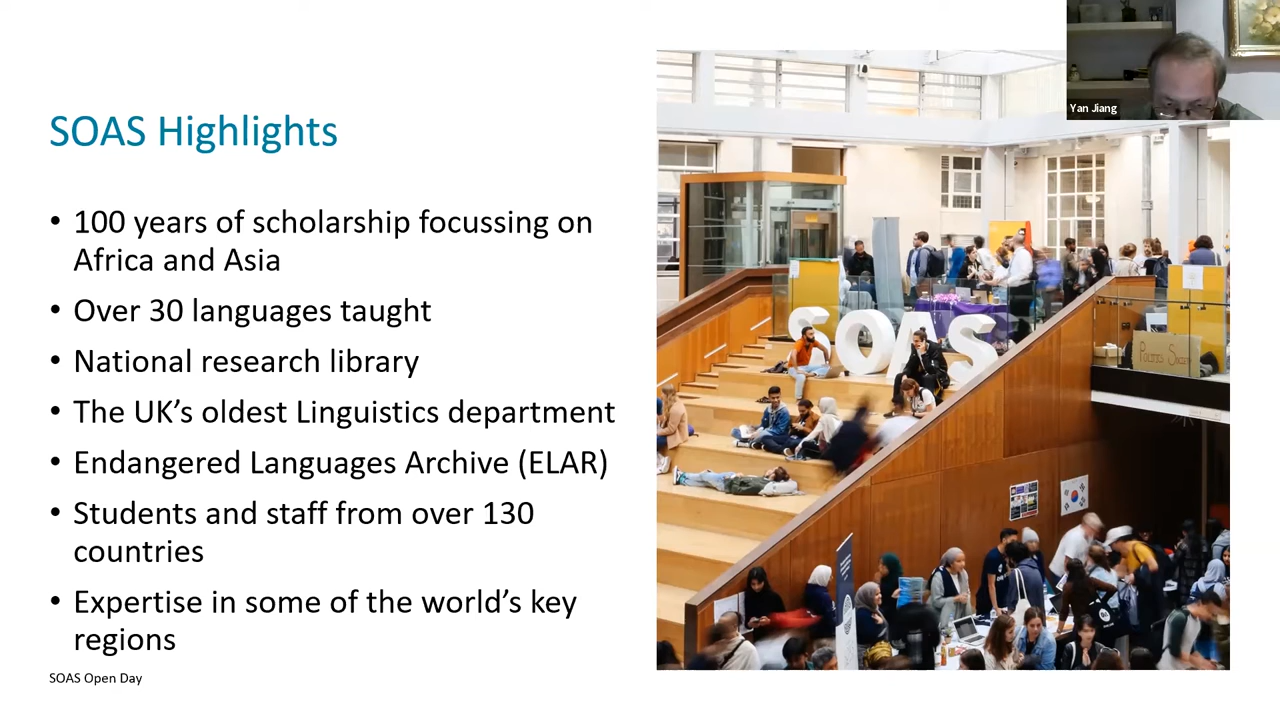 SOAS Highlights
• 100 years of scholarship focussing on
Africa and Asia
• Over 30 languages taught
• National research library
• The UK’s oldest Linguistics department
• Endangered Languages Archive (ELAR)
• Students and staff from over 130
countries
• Expertise in some of the world’s key
regions
SOAS Open Day
Yan Jiang
SOAS